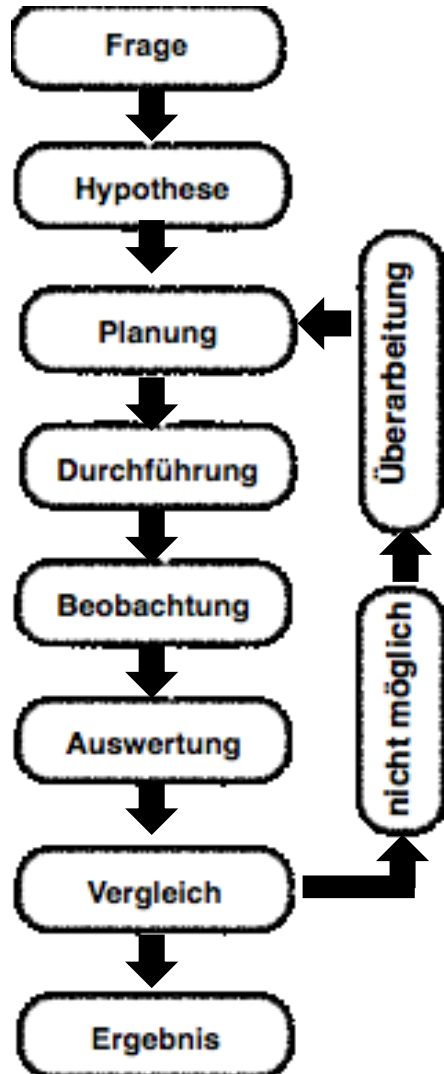 Frage
Hypothese
Planung
Durchführung
Beobachtung
Auswertung
Vergleich
Ergebnis
nicht möglich
Überarbeitung